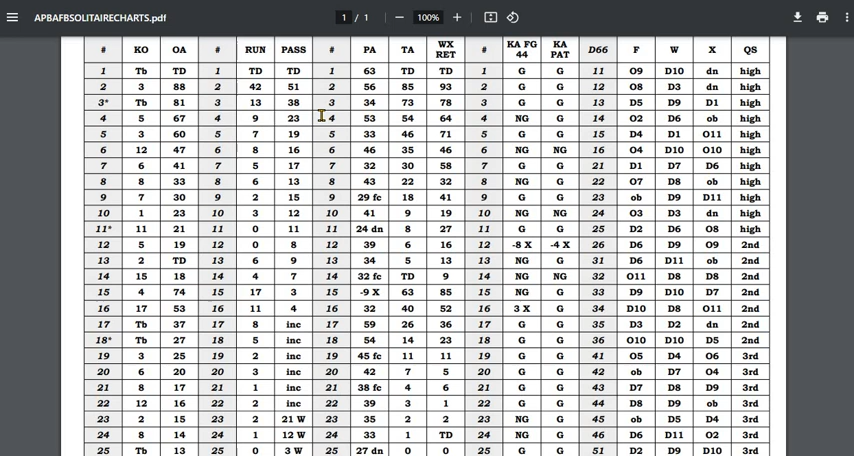 APBAFBSOLITAIRECHARTS.pdf 1 / 1 100%
# KO OA # RUN PASS # PA TA WX RET # KA FG 44 KA PAT D66 F W X QS
1 Tb TD 1 TD TD 1 63 TD TD 1 G G 11 O9 D10 dn high
2 3 88 2 42 51 2 56 85 93 2 G G 12 O8 D3 dn high
3* Tb 81 3 13 38 3 34 73 78 3 G G 13 D5 D9 D1 high
4 5 67 4 9 23 4 53 54 64 4 NG G 14 O2 D6 ob high
5 3 60 5 7 19 5 33 46 71 5 G G 15 D4 D1 O11 high
6 12 47 6 8 16 6 46 35 46 6 NG NG 16 O4 D10 O10 high
7 6 41 7 5 17 7 32 30 58 7 G G 21 D1 D7 D6 high
8 8 33 8 6 13 8 43 22 32 8 NG G 22 O7 D8 ob high
9 7 30 9 2 15 9 29 fc 18 41 9 G G 23 ob D9 D11 high
10 1 23 10 3 12 10 41 9 19 10 NG NG 24 O3 D3 dn high
11* 11 21 11 0 11 11 24 dn 8 27 11 G G 25 D2 D6 O8 high
12 5 19 12 0 8 12 39 6 16 12 -8 X -4 X 26 D6 D9 O9 2nd
13 2 TD 13 6 9 13 34 5 13 13 NG G 31 D6 D11 ob 2nd
14 15 18 14 4 7 14 32 fc TD 9 14 NG NG 32 O11 D8 D8 2nd
15 4 74 15 17 3 15 -9 X 63 85 15 NG G 33 D9 D10 D7 2nd
16 17 53 16 11 4 16 32 40 52 16 3 X G 34 D10 D8 O11 2nd
17 Tb 37 17 8 inc 17 59 26 36 17 G G 35 D3 D2 dn 2nd
18* Tb 27 18 5 inc 18 54 14 23 18 G G 36 O10 D10 D5 2nd
19 3 25 19 2 inc 19 45 fc 11 11 19 G G 41 O5 D4 O6 3rd
20 6 20 20 3 inc 20 42 7 5 20 G G 42 ob D7 O4 3rd
21 8 17 21 1 inc 21 38 fc 4 6 21 G G 43 D7 D8 D9 3rd
22 12 16 22 2 inc 22 39 3 1 22 G G 44 D8 D9 ob 3rd
23 2 15 23 2 21 W 23 35 2 2 23 NG G 45 ob D5 D4 3rd
24 8 14 24 1 12 W 24 33 1 TD 24 NG G 46 D6 D11 O2 3rd
25 Tb 13 25 0 3 W 25 27 dn 0 0 25 G G 51 D2 D9 D10 3rd